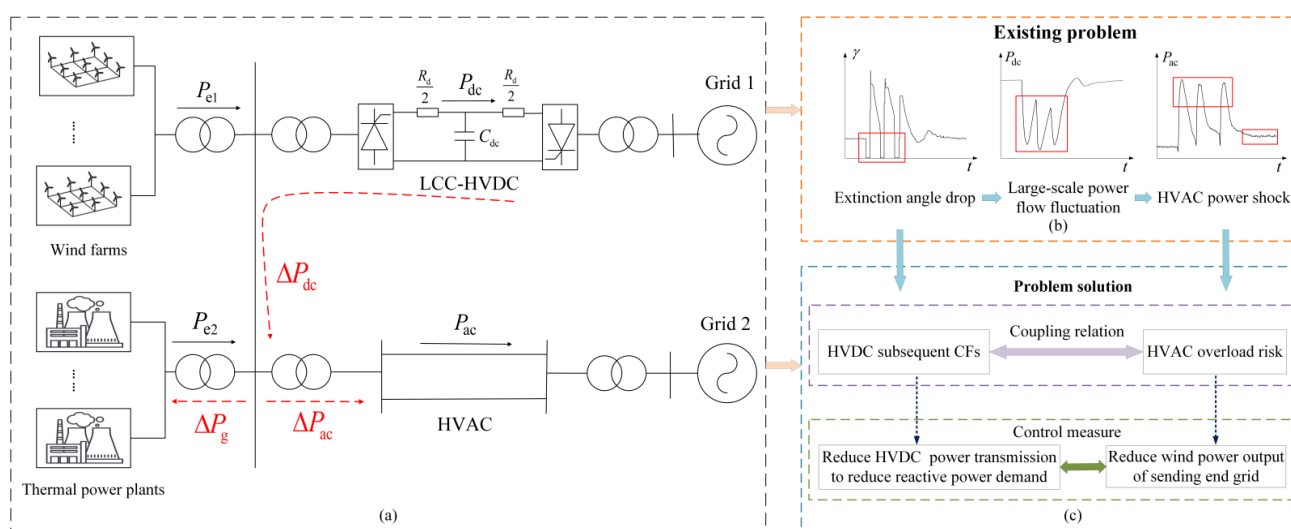 P_e1
R_d/2
P_dc
R_d/2
Grid 1
C_dc
LCC-HVDC
Wind farms
ΔP_dc
P_e2
P_ac
Grid 2
ΔP_g
ΔP_ac
HVAC
Thermal power plants
(a)
Existing problem
γ
P_dc
P_ac
t
t
t
Extinction angle drop
Large-scale power
flow fluctuation
HVAC power shock
(b)
Problem solution
Coupling relation
HVDC subsequent CFs
HVAC overload risk
Control measure
Reduce HVDC power transmission
to reduce reactive power demand
Reduce wind power output
of sending end grid
(c)